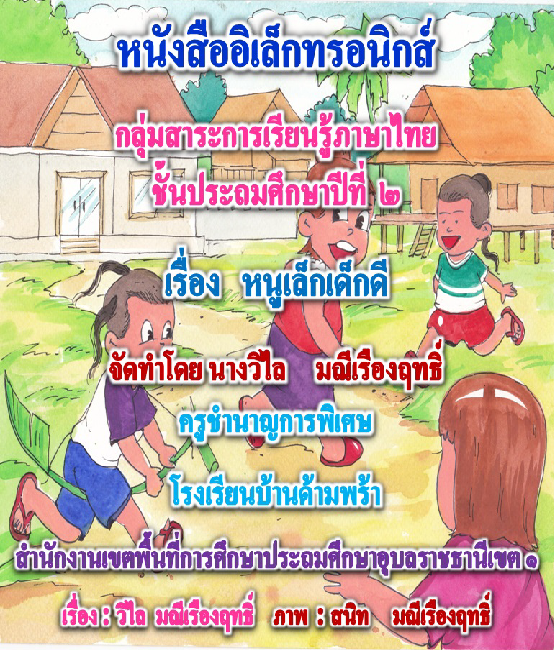 หนังสืออิเล็กทรอนิกส์
กลุ่มสาระการเรียนรู้ภาษาไทย
ชั้นประถมศึกษาปีที่ ๒
เรื่อง หนูเล็กเด็กดี
จัดทำโดย นางวิไล มณีเรืองฤทธิ์
ครูชำนาญการพิเศษ
โรงเรียนบ้านค้ามพร้า
สำนักงานเขตพื้นที่การศึกษาประถมศึกษาอุบลราชธานีเขต ๑
เรื่อง : วิไล มณีเรืองฤทธิ์ ภาพ : สนิท มณีเรืองฤทธิ์